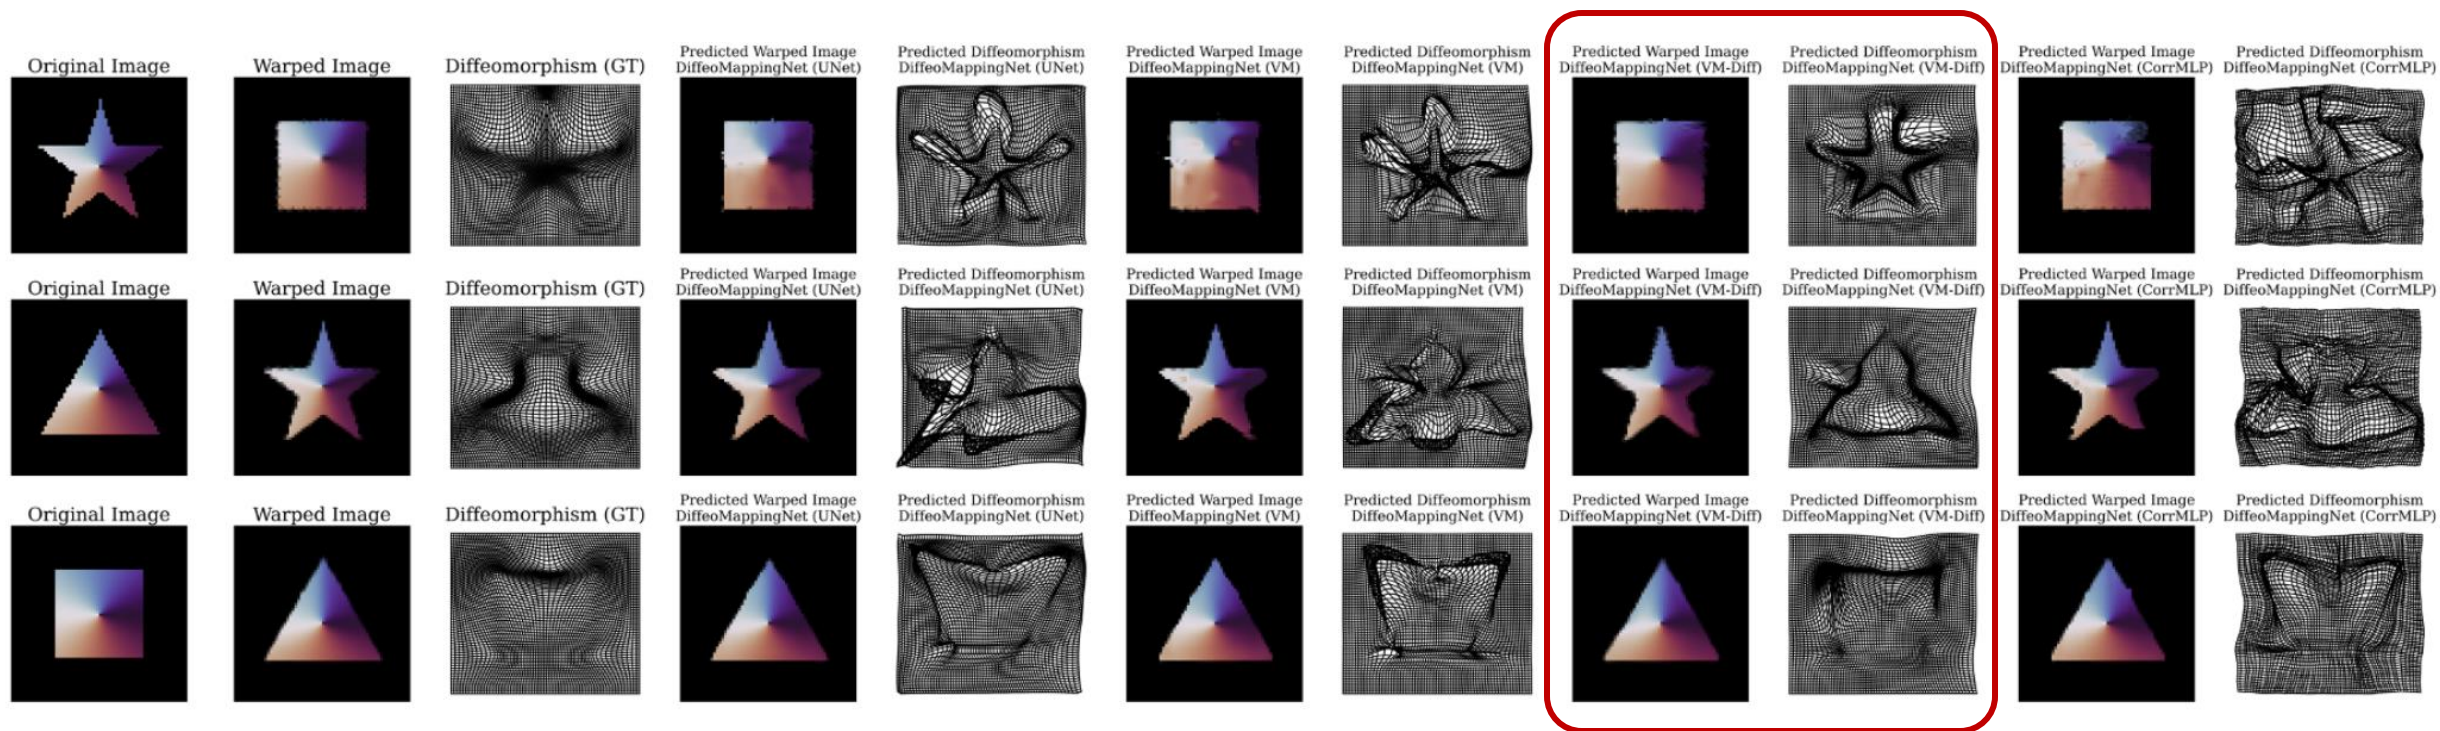 Original Image
Warped Image
Diffeomorphism (GT)
Predicted Warped Image
DiffeoMappingNet (UNet)
Predicted Diffeomorphism
DiffeoMappingNet (UNet)
Predicted Warped Image
DiffeoMappingNet (VM)
Predicted Diffeomorphism
DiffeoMappingNet (VM)
Predicted Warped Image
DiffeoMappingNet (VM-Diff)
Predicted Diffeomorphism
DiffeoMappingNet (VM-Diff)
Predicted Warped Image
DiffeoMappingNet (CorrMLP)
Predicted Diffeomorphism
DiffeoMappingNet (CorrMLP)
Original Image
Warped Image
Diffeomorphism (GT)
Predicted Warped Image
DiffeoMappingNet (UNet)
Predicted Diffeomorphism
DiffeoMappingNet (UNet)
Predicted Warped Image
DiffeoMappingNet (VM)
Predicted Diffeomorphism
DiffeoMappingNet (VM)
Predicted Warped Image
DiffeoMappingNet (VM-Diff)
Predicted Diffeomorphism
DiffeoMappingNet (VM-Diff)
Predicted Warped Image
DiffeoMappingNet (CorrMLP)
Predicted Diffeomorphism
DiffeoMappingNet (CorrMLP)
Original Image
Warped Image
Diffeomorphism (GT)
Predicted Warped Image
DiffeoMappingNet (UNet)
Predicted Diffeomorphism
DiffeoMappingNet (UNet)
Predicted Warped Image
DiffeoMappingNet (VM)
Predicted Diffeomorphism
DiffeoMappingNet (VM)
Predicted Warped Image
DiffeoMappingNet (VM-Diff)
Predicted Diffeomorphism
DiffeoMappingNet (VM-Diff)
Predicted Warped Image
DiffeoMappingNet (CorrMLP)
Predicted Diffeomorphism
DiffeoMappingNet (CorrMLP)